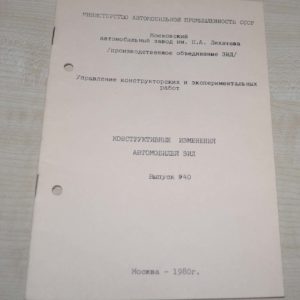 МИНИСТЕРСТВО АВТОМОБИЛЬНОЙ ПРОМЫШЛЕННОСТИ СССР
Московский
автомобильный завод им. И.А. Лихачева
/производственное объединение ЗИЛ/
Управление конструкторских и экспериментальных
работ
КОНСТРУКТИВНЫЕ ИЗМЕНЕНИЯ
АВТОМОБИЛЕЙ ЗИЛ
Выпуск №40
Москва - 1980г.